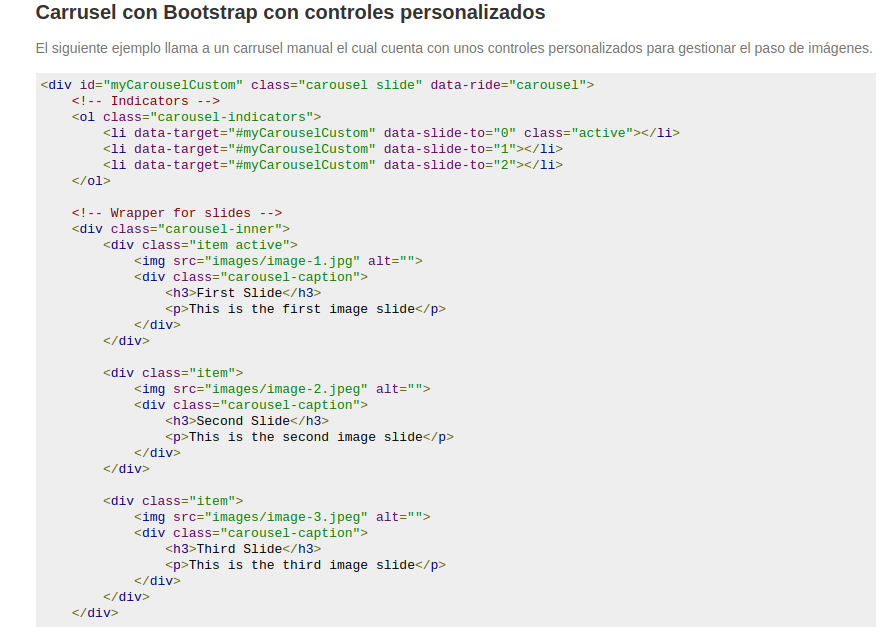 Carrusel con Bootstrap con controles personalizados
El siguiente ejemplo llama a un carrusel manual el cual cuenta con unos controles personalizados para gestionar el paso de imágenes.
<div id="myCarouselCustom" class="carousel slide" data-ride="carousel">
    <!-- Indicators -->
    <ol class="carousel-indicators">
        <li data-target="#myCarouselCustom" data-slide-to="0" class="active"></li>
        <li data-target="#myCarouselCustom" data-slide-to="1"></li>
        <li data-target="#myCarouselCustom" data-slide-to="2"></li>
    </ol>

    <!-- Wrapper for slides -->
    <div class="carousel-inner">
        <div class="item active">
            <img src="images/image-1.jpg" alt="">
            <div class="carousel-caption">
                <h3>First Slide</h3>
                <p>This is the first image slide</p>
            </div>
        </div>

        <div class="item">
            <img src="images/image-2.jpeg" alt="">
            <div class="carousel-caption">
                <h3>Second Slide</h3>
                <p>This is the second image slide</p>
            </div>
        </div>

        <div class="item">
            <img src="images/image-3.jpeg" alt="">
            <div class="carousel-caption">
                <h3>Third Slide</h3>
                <p>This is the third image slide</p>
            </div>
        </div>
    </div>